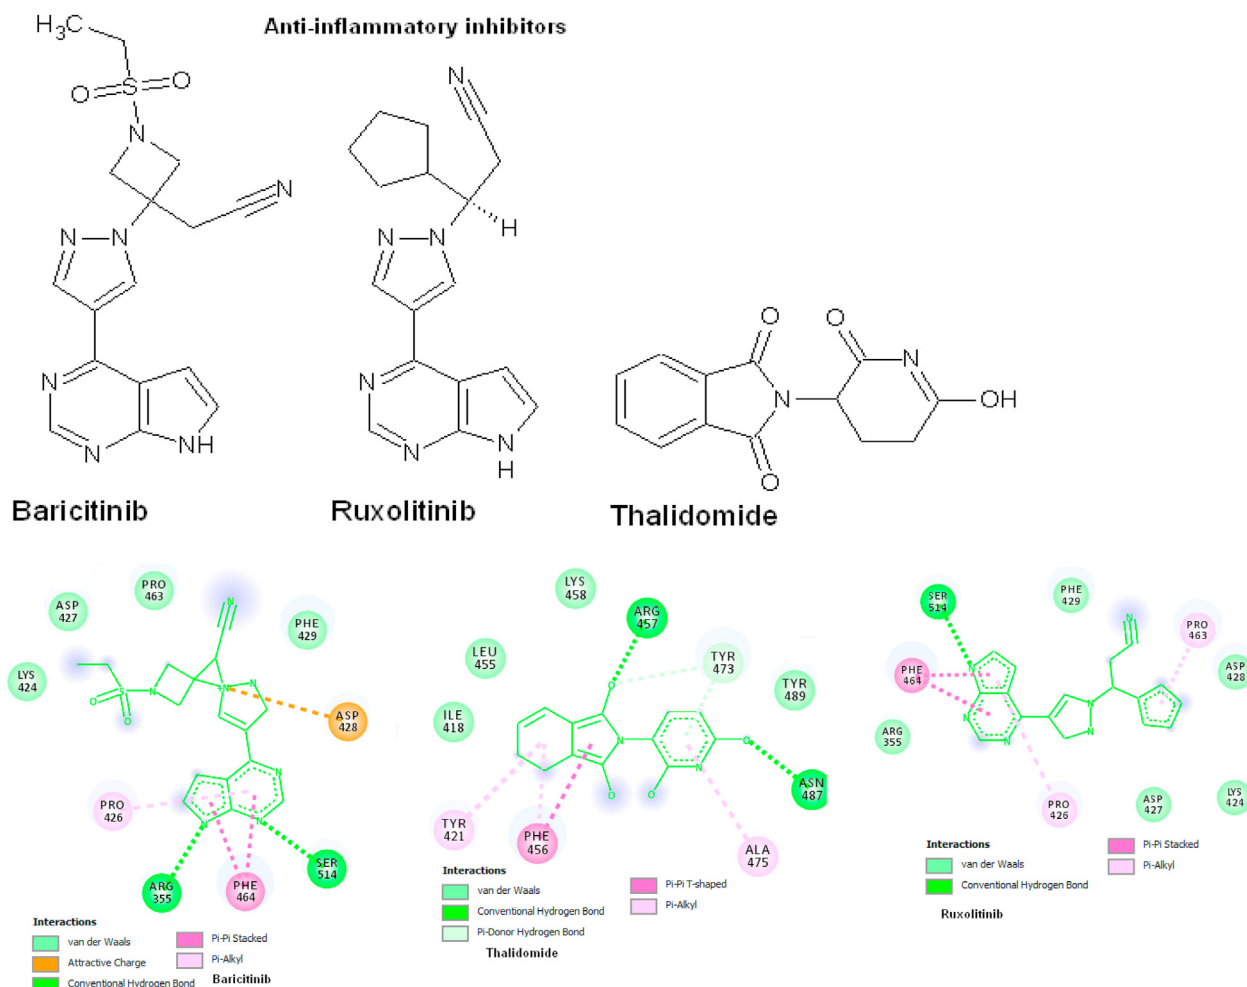 Anti-inflammatory inhibitors
H3C
O
S
O
N
N
N
N
N
N
NH
N
N
H
N
N
N
N
N
H
O
N
O
O
N
OH
Baricitinib
Ruxolitinib
Thalidomide
PRO 463
ASP 427
LYS 424
PHE 429
ASP 428
PRO 426
ARG 355
PHE 464
SER 514
N
S
O
O
N
N
N
N
N
N
Interactions
van der Waals
Attractive Charge
Conventional Hydrogen Bond
Pi-Pi Stacked
Pi-Alkyl
Baricitinib
LYS 458
ARG 457
LEU 455
TYR 473
TYR 489
ILE 418
ASN 487
TYR 421
PHE 456
ALA 475
O
N
O
O
O
N
Interactions
van der Waals
Conventional Hydrogen Bond
Pi-Donor Hydrogen Bond
Pi-Pi T-shaped
Pi-Alkyl
Thalidomide
SER 514
PHE 429
PRO 463
PHE 464
ASP 428
ARG 355
PRO 426
ASP 427
LYS 424
N
N
N
N
N
N
Interactions
van der Waals
Conventional Hydrogen Bond
Pi-Pi Stacked
Pi-Alkyl
Ruxolitinib